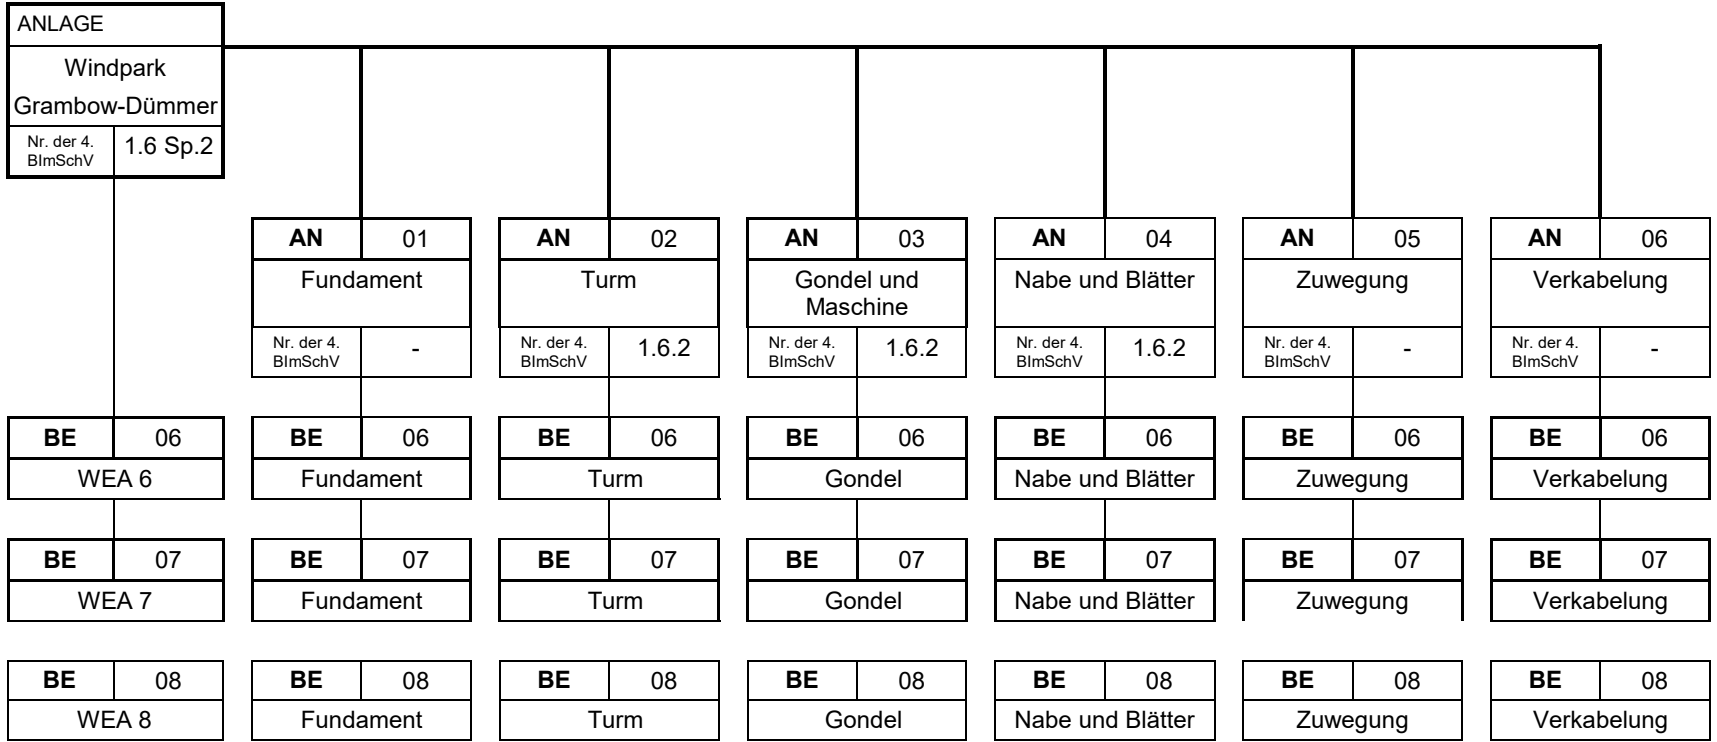 ANLAGE
Windpark
Grambow-Dümmer
Nr. der 4.
BImSchV
1.6 Sp.2
AN 01
Fundament
Nr. der 4.
BImSchV
-
AN 02
Turm
Nr. der 4.
BImSchV
1.6.2
AN 03
Gondel und
Maschine
Nr. der 4.
BImSchV
1.6.2
AN 04
Nabe und Blätter
Nr. der 4.
BImSchV
1.6.2
AN 05
Zuwegung
Nr. der 4.
BImSchV
-
AN 06
Verkabelung
Nr. der 4.
BImSchV
-
BE 06
WEA 6
BE 06
Fundament
BE 06
Turm
BE 06
Gondel
BE 06
Nabe und Blätter
BE 06
Zuwegung
BE 06
Verkabelung
BE 07
WEA 7
BE 07
Fundament
BE 07
Turm
BE 07
Gondel
BE 07
Nabe und Blätter
BE 07
Zuwegung
BE 07
Verkabelung
BE 08
WEA 8
BE 08
Fundament
BE 08
Turm
BE 08
Gondel
BE 08
Nabe und Blätter
BE 08
Zuwegung
BE 08
Verkabelung